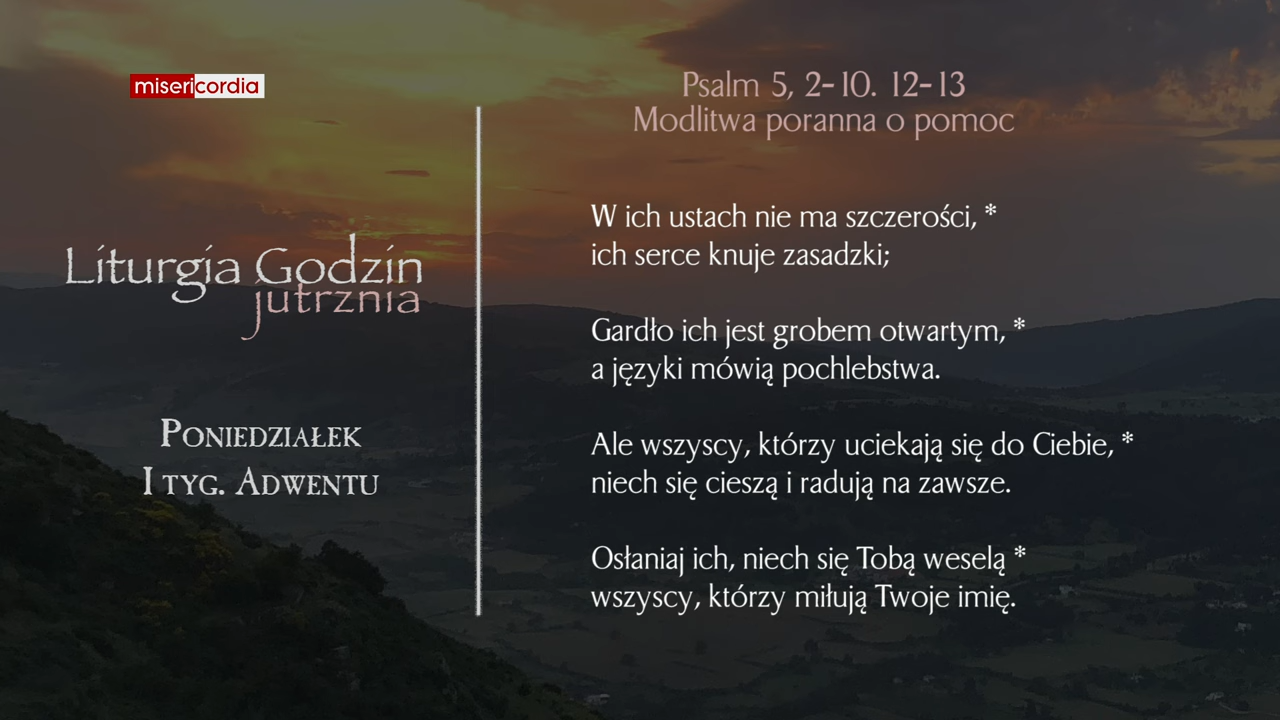 misericordia
Liturgia Godzin
jutrznia
Poniedziałek
I tyg. Adwentu
Psalm 5, 2-10. 12-13
Modlitwa poranna o pomoc
W ich ustach nie ma szczerości, *
ich serce knuje zasadzki;
Gardło ich jest grobem otwartym, *
a języki mówią pochlebstwa.
Ale wszyscy, którzy uciekają się do Ciebie, *
niech się cieszą i radują na zawsze.
Osłaniaj ich, niech się Tobą weselą *
wszyscy, którzy miłują Twoje imię.